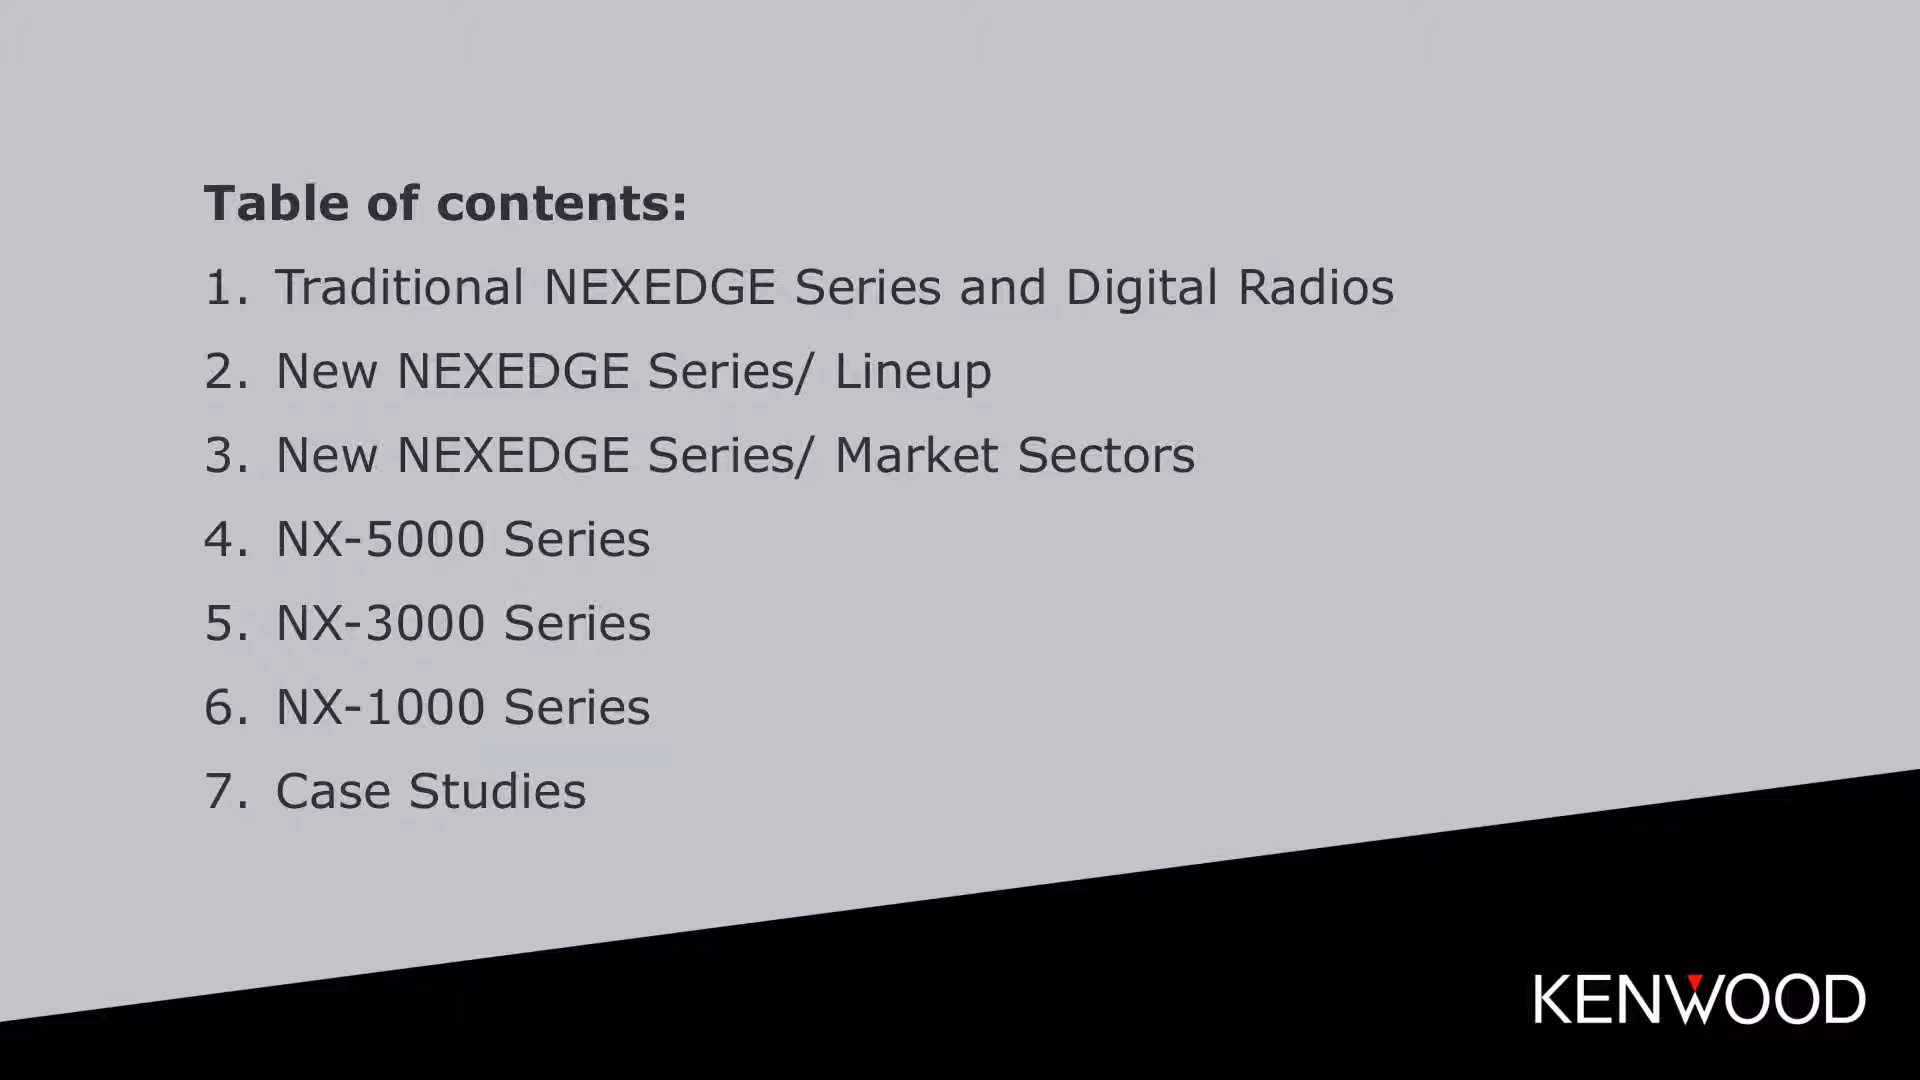 Table of contents:
1. Traditional NEXEDGE Series and Digital Radios
2. New NEXEDGE Series/ Lineup
3. New NEXEDGE Series/ Market Sectors
4. NX-5000 Series
5. NX-3000 Series
6. NX-1000 Series
7. Case Studies
KENWOOD